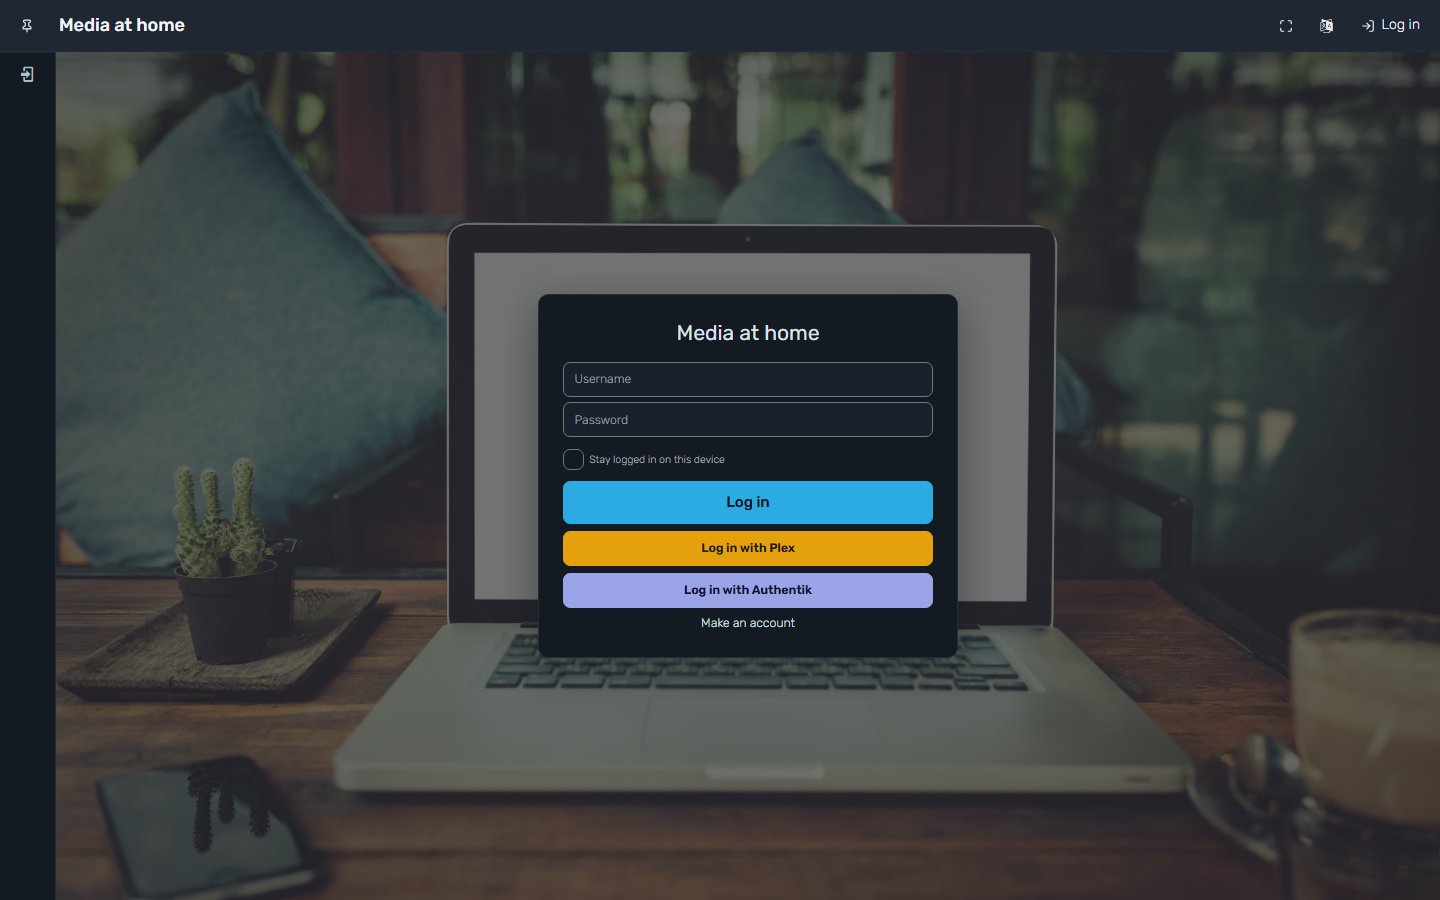 Media at home
Log in
Media at home
Username
Password
Stay logged in on this device
Log in
Log in with Plex
Log in with Authentik
Make an account